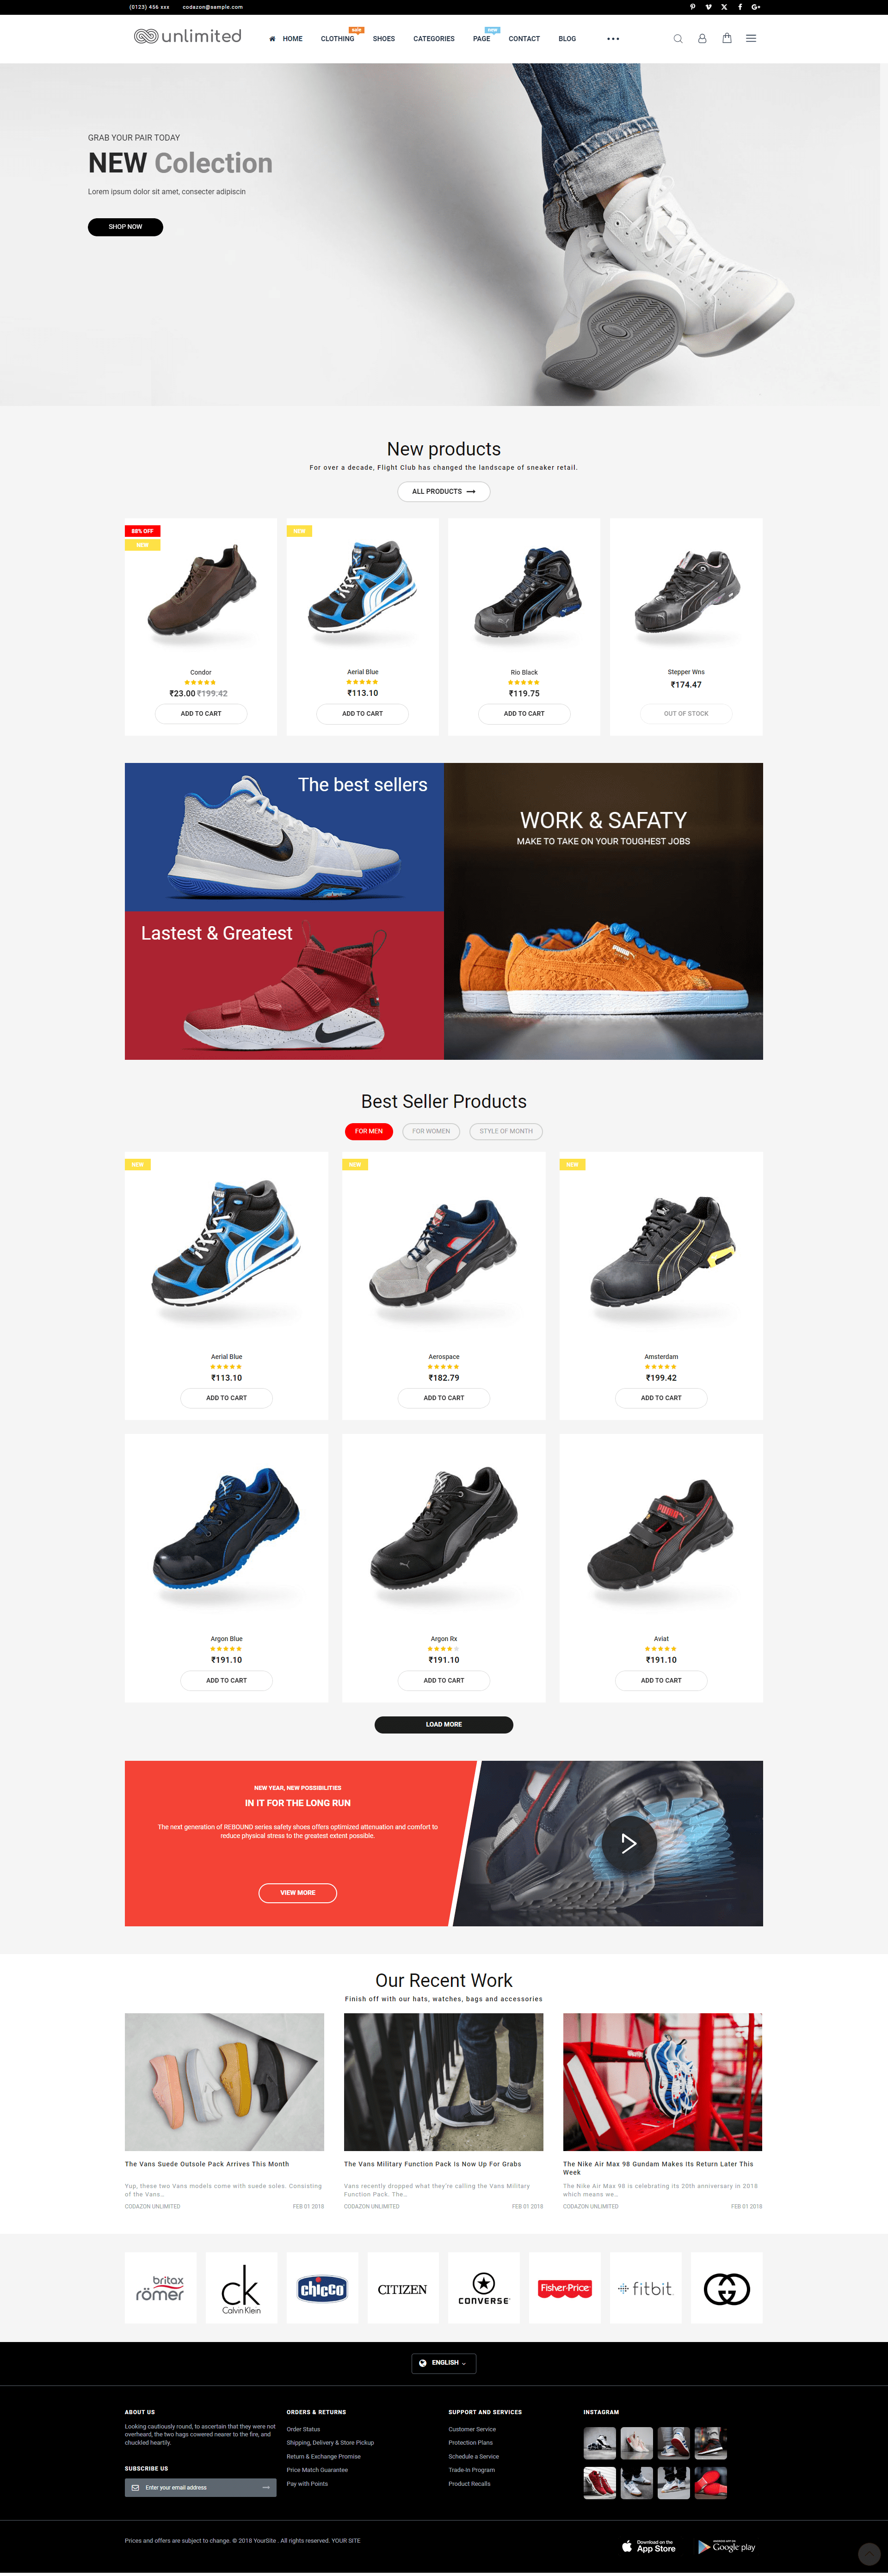 (0123) 456 xxx codazon@sample.com
unlimited
HOME CLOTHING SHOES CATEGORIES PAGE CONTACT BLOG
sale
new
GRAB YOUR PAIR TODAY
NEW Colection
Lorem ipsum dolor sit amet, consecter adipiscin
SHOP NOW
New products
For over a decade, Flight Club has changed the landscape of sneaker retail.
ALL PRODUCTS
88% OFF
NEW
Condor
₹23.00 ₹199.42
ADD TO CART
NEW
Aerial Blue
₹113.10
ADD TO CART
Rio Black
₹119.75
ADD TO CART
Stepper Wns
₹174.47
OUT OF STOCK
The best sellers
Lastest & Greatest
WORK & SAFATY
MAKE TO TAKE ON YOUR TOUGHEST JOBS
Best Seller Products
FOR MEN FOR WOMEN STYLE OF MONTH
NEW
Aerial Blue
₹113.10
ADD TO CART
NEW
Aerospace
₹182.79
ADD TO CART
NEW
Amsterdam
₹199.42
ADD TO CART
Argon Blue
₹191.10
ADD TO CART
Argon Rx
₹191.10
ADD TO CART
PUMA
Aviat
₹191.10
ADD TO CART
LOAD MORE
NEW YEAR, NEW POSSIBILITIES
IN IT FOR THE LONG RUN
The next generation of REBOUND series safety shoes offers optimized attenuation and comfort to
reduce physical stress to the greatest extent possible.
VIEW MORE
Our Recent Work
Finish off with our hats, watches, bags and accessories
The Vans Suede Outsole Pack Arrives This Month
Yup, these two Vans models come with suede soles. Consisting
of the Vans...
CODAZON UNLIMITED FEB 01 2018
The Vans Military Function Pack Is Now Up For Grabs
Vans recently dropped what they're calling the Vans Military
Function Pack. The...
CODAZON UNLIMITED FEB 01 2018
The Nike Air Max 98 Gundam Makes Its Return Later This
Week
The Nike Air Max 98 is celebrating its 20th anniversary in 2018
which means we...
CODAZON UNLIMITED FEB 01 2018
britax
römer
ck
Calvin Klein
chicco
CITIZEN
CONVERSE
Fisher-Price
fitbit
ENGLISH
ABOUT US
Looking cautiously round, to ascertain that they were not
overheard, the two hags cowered nearer to the fire, and
chuckled heartily.
SUBSCRIBE US
Enter your email address
ORDERS & RETURNS
Order Status
Shipping, Delivery & Store Pickup
Return & Exchange Promise
Price Match Guarantee
Pay with Points
SUPPORT AND SERVICES
Customer Service
Protection Plans
Schedule a Service
Trade-In Program
Product Recalls
INSTAGRAM
Prices and offers are subject to change. © 2018 YourSite . All rights reserved. YOUR SITE
Download on the
App Store
Google play